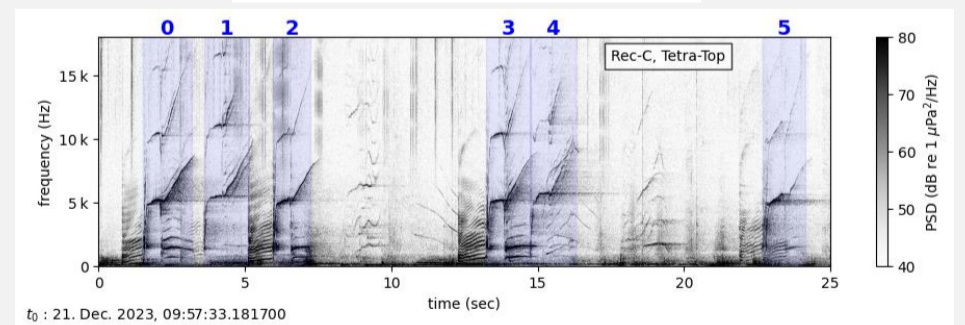 0 1 2 3 4 5
Rec-C, Tetra-Top
15 k
10 k
5 k
0
frequency (Hz)
0 5 10 15 20 25
time (sec)
80
70
60
50
40
PSD (dB re 1 μPa²/Hz)
t₀ : 21. Dec. 2023, 09:57:33.181700